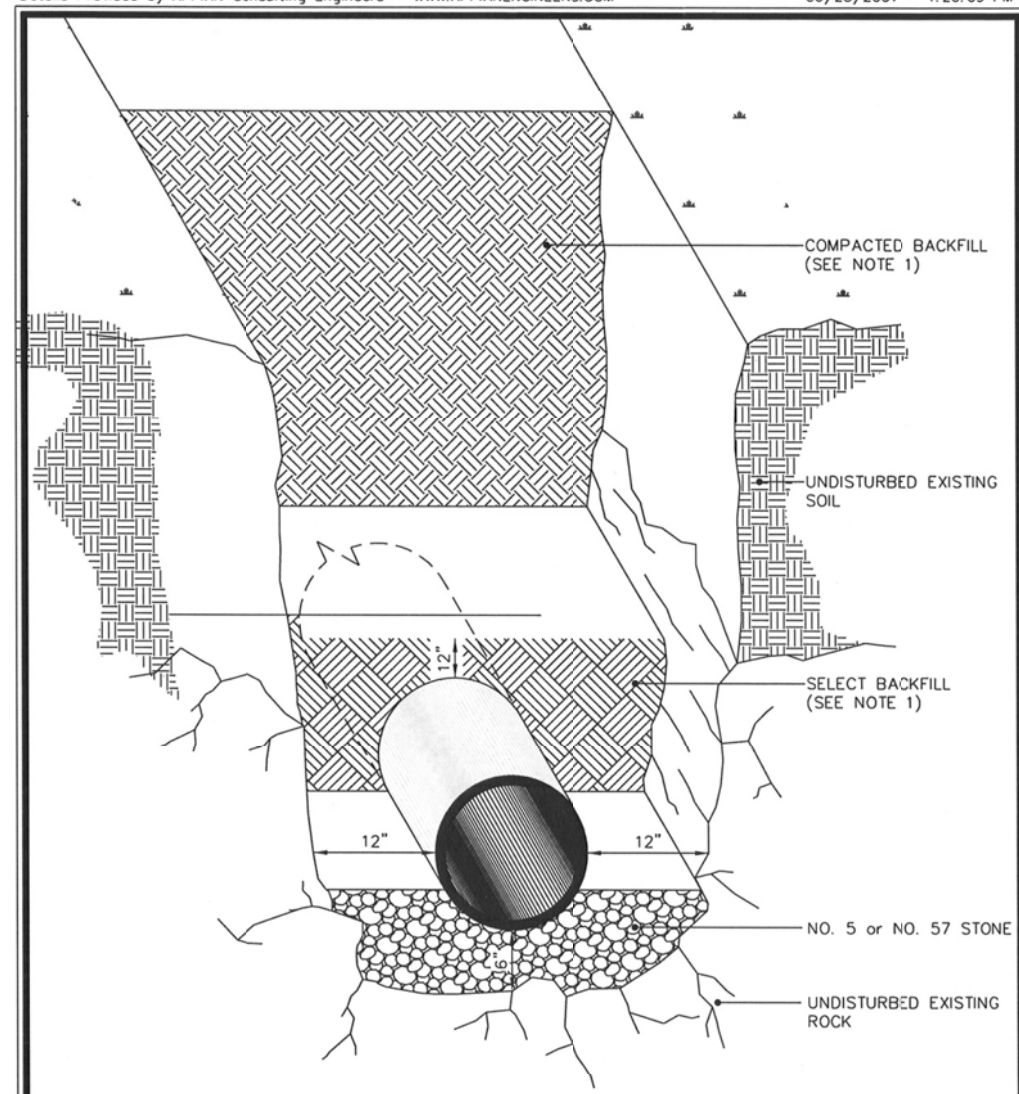 COMPACTED BACKFILL
(SEE NOTE 1)
UNDISTURBED EXISTING
SOIL
12"
SELECT BACKFILL
(SEE NOTE 1)
12"
12"
NO. 5 or NO. 57 STONE
6"
UNDISTURBED EXISTING
ROCK